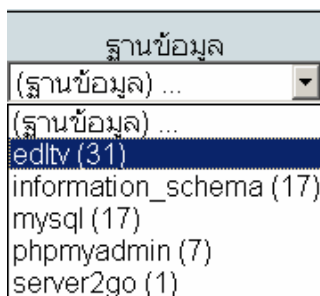 ฐานข้อมูล
(ฐานข้อมูล) ...
(ฐานข้อมูล) ...
edltv (31)
information_schema (17)
mysql (17)
phpmyadmin (7)
server2go (1)